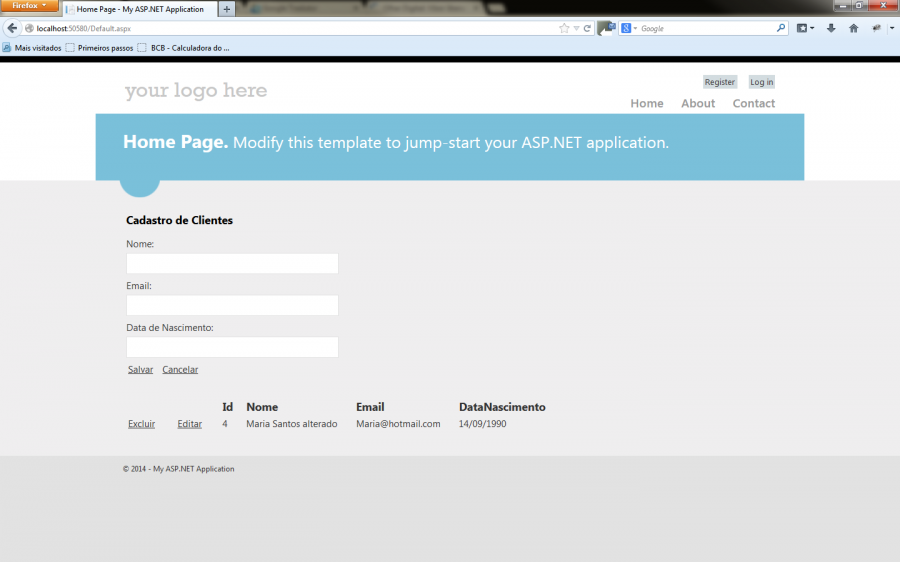 Firefox
Home Page - My ASP.NET Application
localhost:50580/Default.aspx
Google
Mais visitados
Primeiros passos
BCB - Calculadora do ...
your logo here
Register
Log in
Home
About
Contact
Home Page. Modify this template to jump-start your ASP.NET application.
Cadastro de Clientes
Nome:
Email:
Data de Nascimento:
Salvar Cancelar
Id Nome Email DataNascimento
Excluir Editar 4 Maria Santos alterado Maria@hotmail.com 14/09/1990
© 2014 - My ASP.NET Application